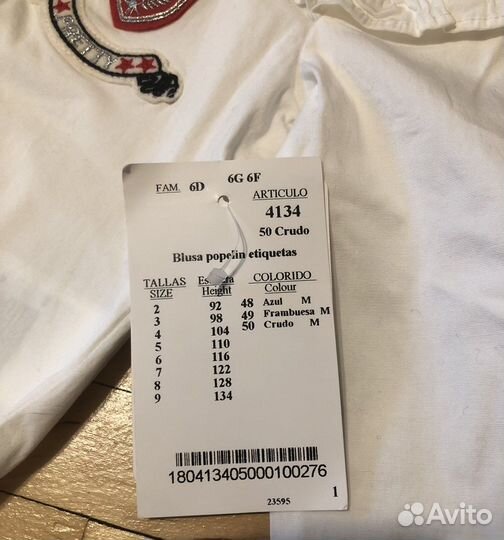 PRETTY
6G 6F
FAM. 6D ARTICULO
4134
50 Crudo
Blusa popelin etiquetas
TALLAS COLORIDO
SIZE Height Colour
2 92 48 Azul M
3 98 49 Frambuesa M
4 104 50 Crudo M
5 110
6 116
7 122
8 128
9 134
180413405000100276
23595 1
Avito